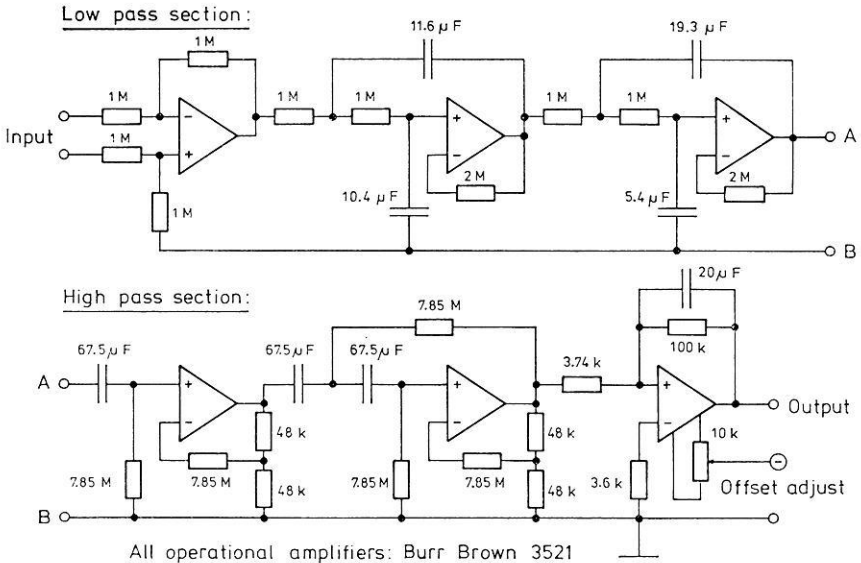 Low pass section:
1 M
11.6 µF
19.3 µF
1 M
1 M
1 M
1 M
1 M
Input
1 M
1 M
10.4 µF
2 M
5.4 µF
2 M
A
B
High pass section:
7.85 M
20 µF
100 k
67.5 µF
67.5 µF
67.5 µF
3.74 k
A
Output
48 k
48 k
10 k
7.85 M
7.85 M
48 k
7.85 M
7.85 M
48 k
3.6 k
Offset adjust
B
All operational amplifiers: Burr Brown 3521